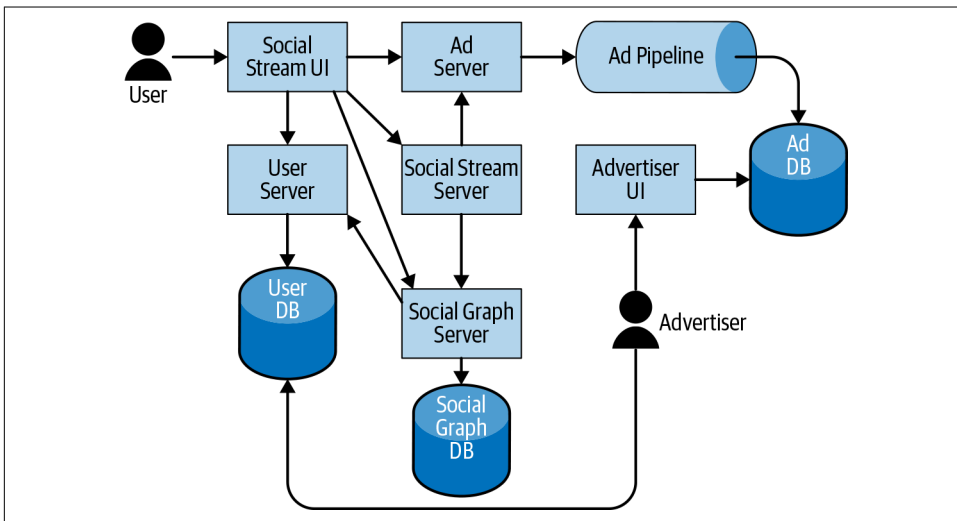 User
Social
Stream UI
Ad
Server
Ad Pipeline
User
Server
Social Stream
Server
Advertiser
UI
Ad
DB
User
DB
Social Graph
Server
Advertiser
Social
Graph
DB